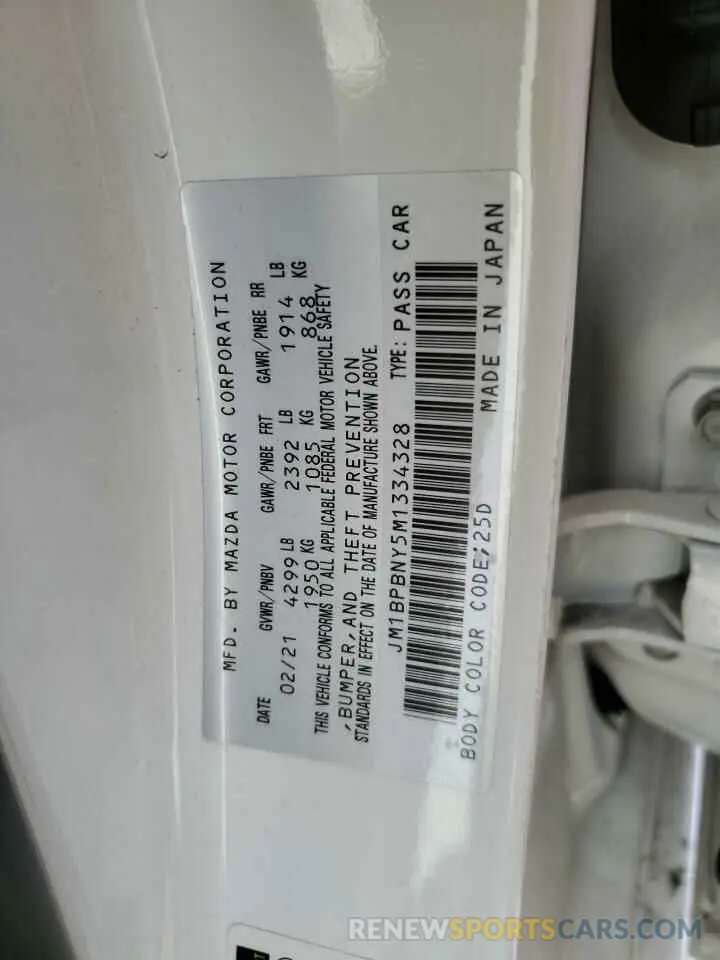 MFD. BY MAZDA MOTOR CORPORATION
DATE GVWR/PNBV GAWR/PNBE FRT GAWR/PNBE RR
02/21 4299 LB 2392 LB 1914 LB
1950 KG 1085 KG 868 KG
THIS VEHICLE CONFORMS TO ALL APPLICABLE FEDERAL MOTOR VEHICLE SAFETY
,BUMPER,AND THEFT PREVENTION
STANDARDS IN EFFECT ON THE DATE OF MANUFACTURE SHOWN ABOVE.
JM1BPBNY5M1334328 TYPE: PASS CAR
BODY COLOR CODE;25D MADE IN JAPAN
RENEWSPORTSCARS.COM